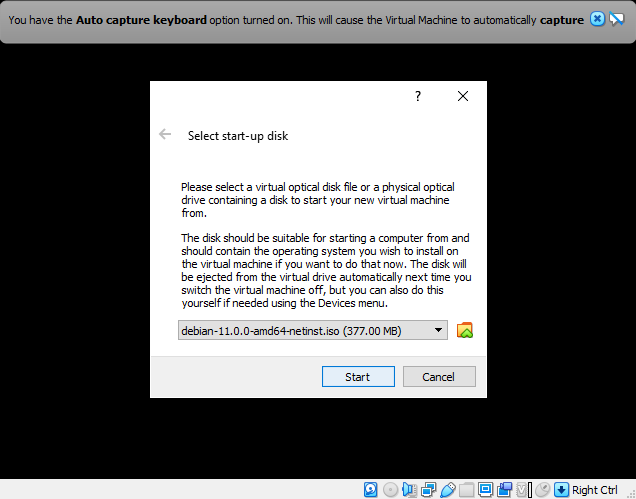 You have the Auto capture keyboard option turned on. This will cause the Virtual Machine to automatically capture
?
Select start-up disk
Please select a virtual optical disk file or a physical optical
drive containing a disk to start your new virtual machine
from.
The disk should be suitable for starting a computer from and
should contain the operating system you wish to install on
the virtual machine if you want to do that now. The disk will
be ejected from the virtual drive automatically next time you
switch the virtual machine off, but you can also do this
yourself if needed using the Devices menu.
debian-11.0.0-amd64-netinst.iso (377.00 MB)
Start Cancel
Right Ctrl